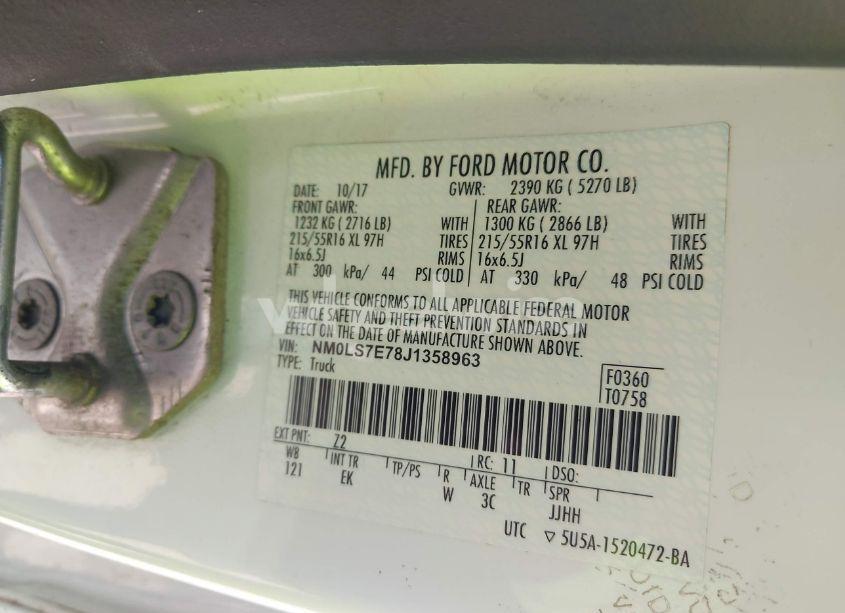 MFD. BY FORD MOTOR CO.
DATE: 10/17 GVWR: 2390 KG ( 5270 LB)
FRONT GAWR: REAR GAWR:
1232 KG ( 2716 LB) WITH 1300 KG ( 2866 LB) WITH
215/55R16 XL 97H TIRES 215/55R16 XL 97H TIRES
16x6.5J RIMS 16x6.5J RIMS
AT 300 kPa/ 44 PSI COLD AT 330 kPa/ 48 PSI COLD
THIS VEHICLE CONFORMS TO ALL APPLICABLE FEDERAL MOTOR
VEHICLE SAFETY AND THEFT PREVENTION STANDARDS IN
EFFECT ON THE DATE OF MANUFACTURE SHOWN ABOVE.
VIN: NM0LS7E78J1358963
TYPE: Truck
F0360
T0758
EXT PNT: Z2 RC: 11 DSO:
WB INT TR TP/PS R AXLE TR SPR
121 EK W 3C JJHH
UTC 5U5A-1520472-BA